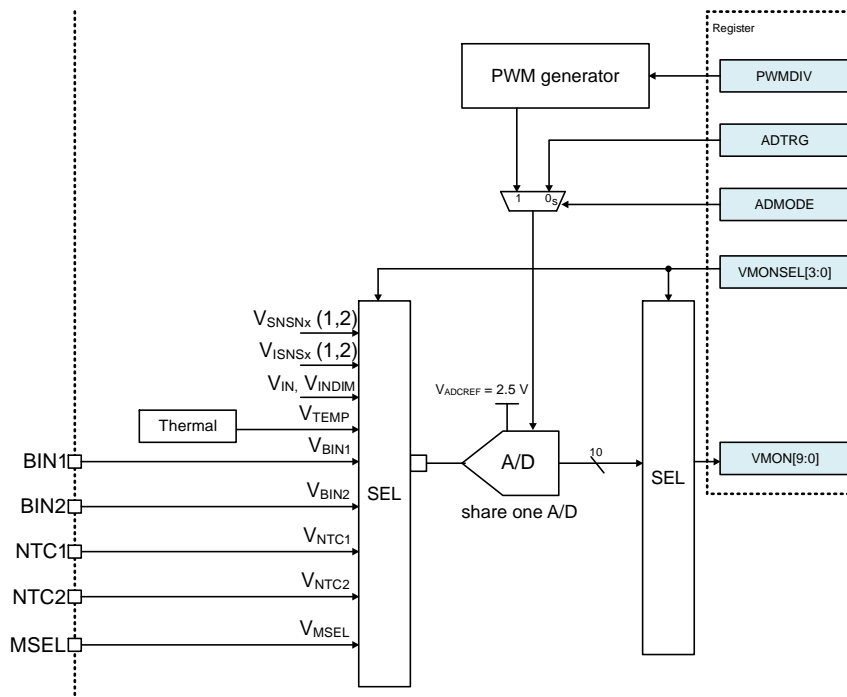 Register
PWM generator
PWMDIV
ADTRG
1
0
S
ADMODE
VMONSEL[3:0]
VSNSNx (1,2)
VISNSx (1,2)
VIN, VINDIM
VADCREF = 2.5 V
Thermal
VTEMP
BIN1
VBIN1
A/D
10
VMON[9:0]
SEL
SEL
BIN2
VBIN2
share one A/D
NTC1
VNTC1
NTC2
VNTC2
MSEL
VMSEL